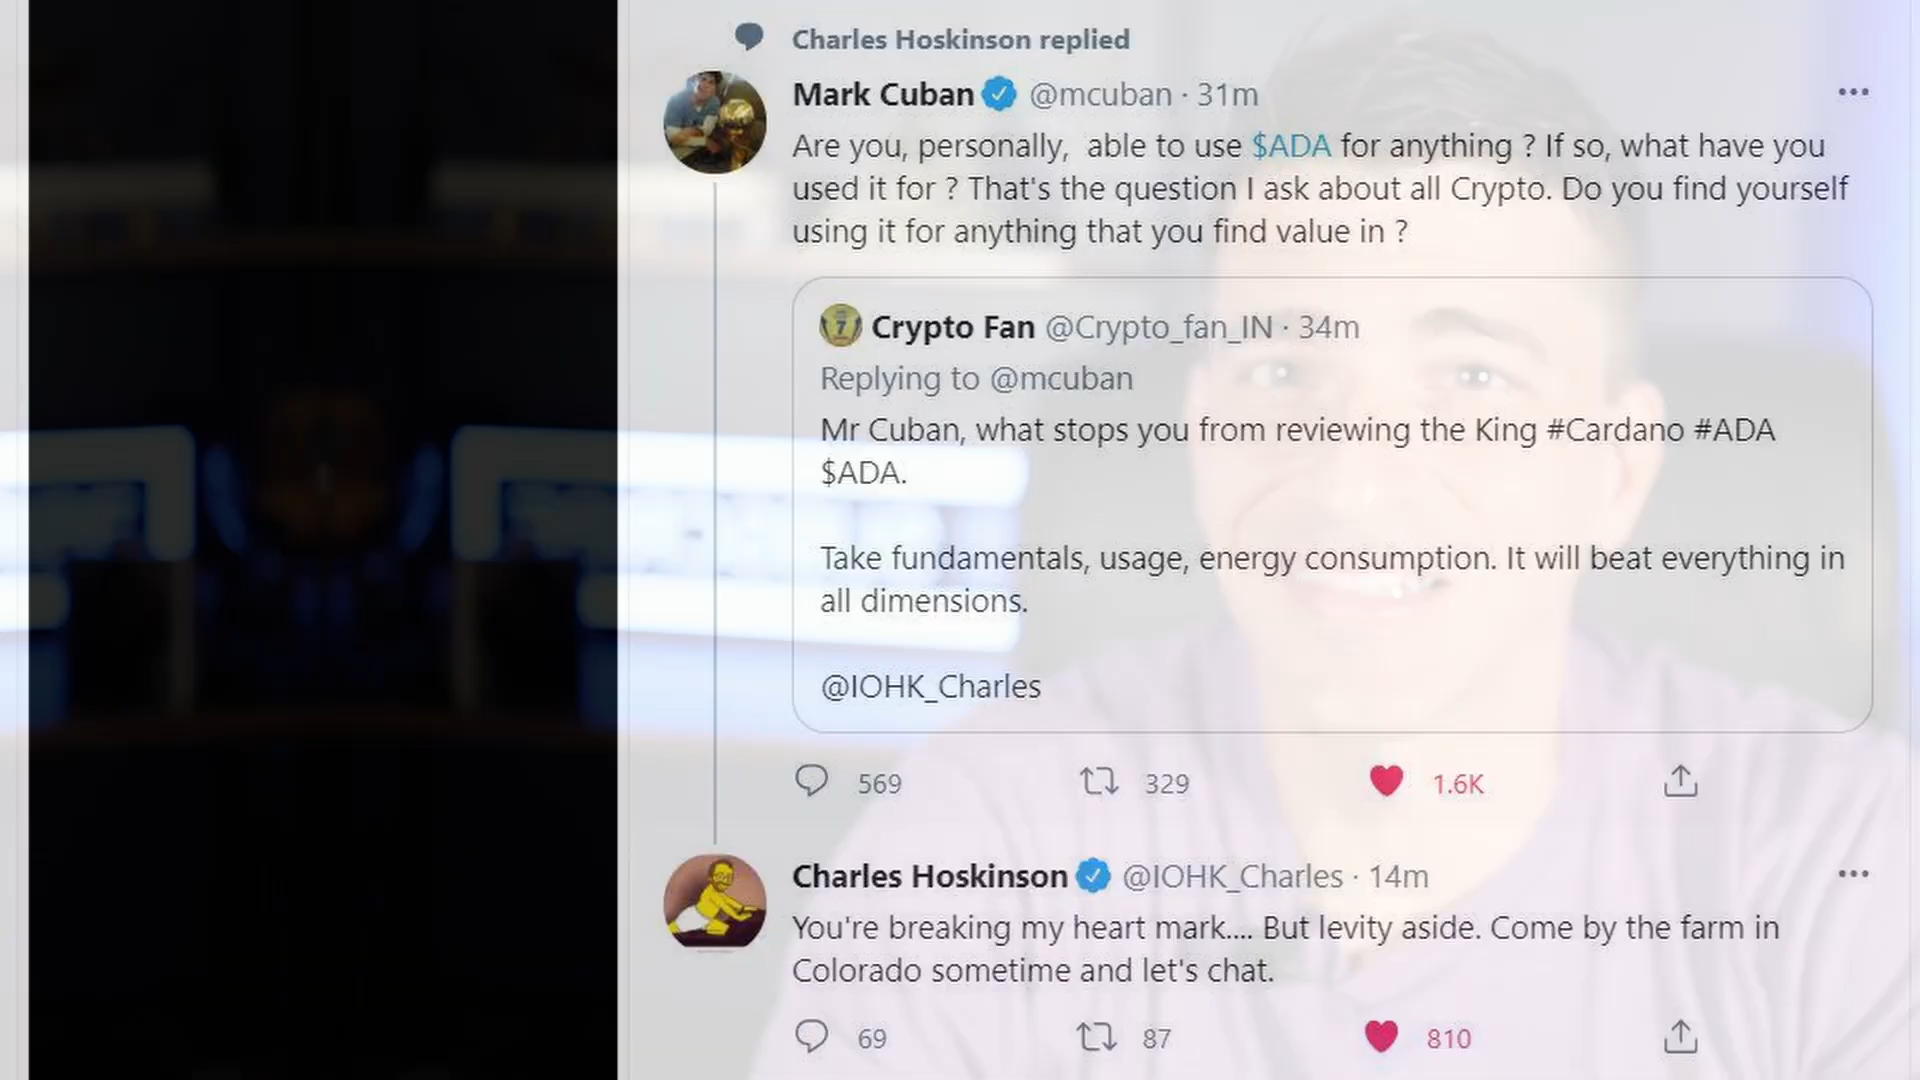 Charles Hoskinson replied
Mark Cuban @mcuban · 31m
Are you, personally,  able to use $ADA for anything ? If so, what have you
used it for ? That's the question I ask about all Crypto. Do you find yourself
using it for anything that you find value in ?
7
Crypto Fan @Crypto_fan_IN · 34m
Replying to @mcuban
Mr Cuban, what stops you from reviewing the King #Cardano #ADA
$ADA.
Take fundamentals, usage, energy consumption. It will beat everything in
all dimensions.
@IOHK_Charles
569 329 1.6K
Charles Hoskinson @IOHK_Charles · 14m
You're breaking my heart mark.... But levity aside. Come by the farm in
Colorado sometime and let's chat.
69 87 810